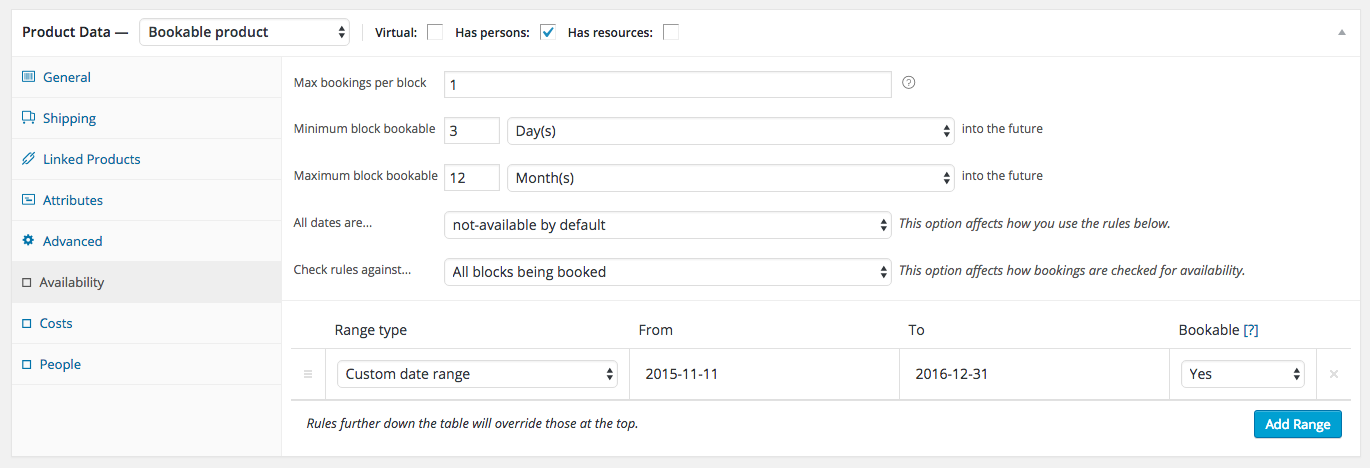 Product Data — Bookable product Virtual: Has persons: Has resources:
General
Shipping
Linked Products
Attributes
Advanced
Availability
Costs
People
Max bookings per block 1 ?
Minimum block bookable 3 Day(s) into the future
Maximum block bookable 12 Month(s) into the future
All dates are... not-available by default This option affects how you use the rules below.
Check rules against... All blocks being booked This option affects how bookings are checked for availability.
Range type From To Bookable [?]
Custom date range 2015-11-11 2016-12-31 Yes
Rules further down the table will override those at the top. Add Range